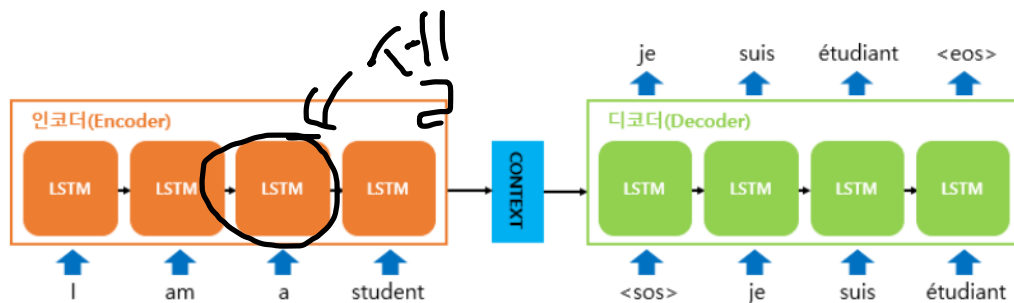 je suis étudiant <eos>
인코더(Encoder)
디코더(Decoder)
LSTM LSTM LSTM LSTM
CONTEXT
LSTM LSTM LSTM LSTM
I am a student
<sos> je suis étudiant